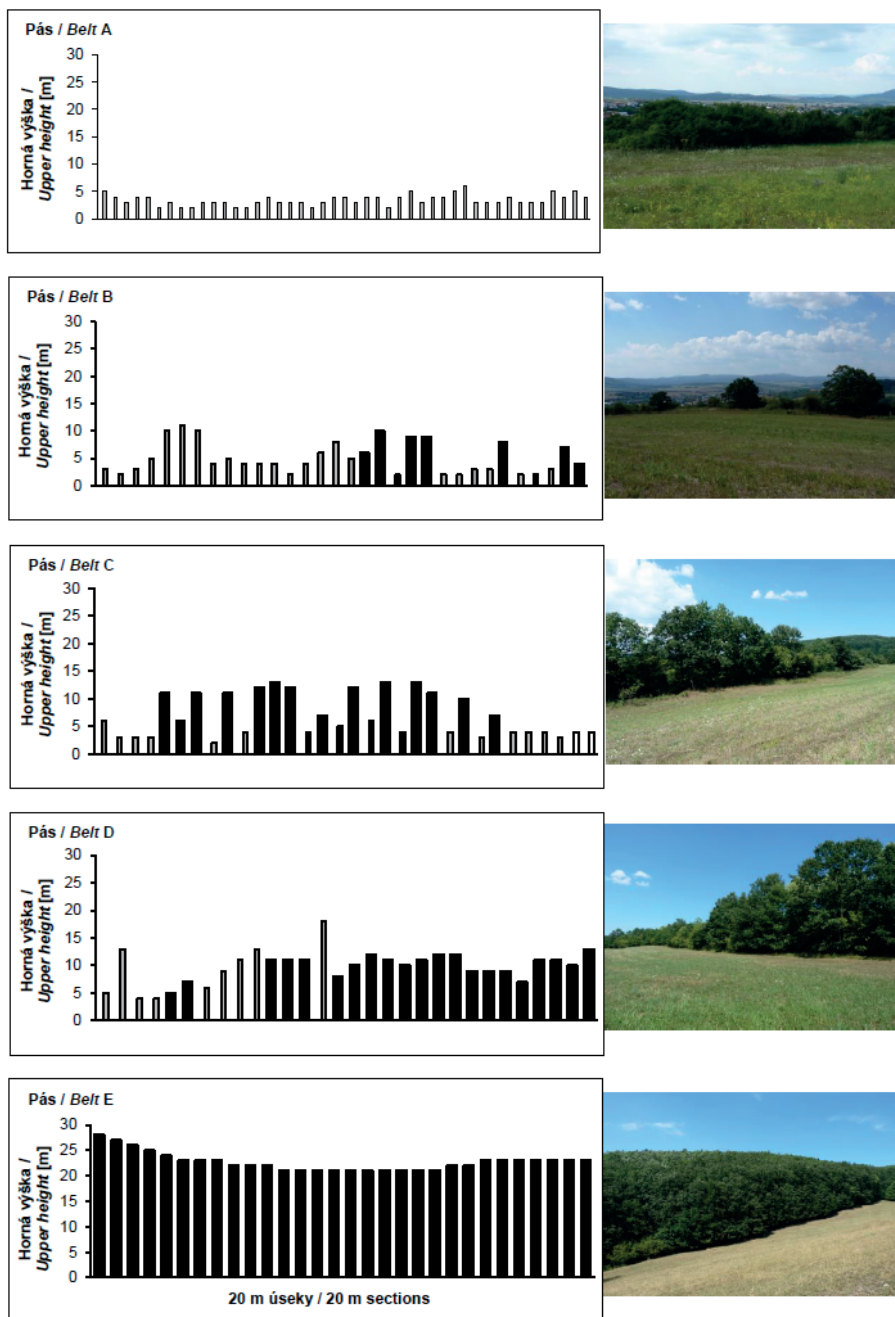 Pás / Belt A
Horná výška /
Upper height [m]
30
25
20
15
10
5
0
Pás / Belt B
Horná výška /
Upper height [m]
30
25
20
15
10
5
0
Pás / Belt C
Horná výška /
Upper height [m]
30
25
20
15
10
5
0
Pás / Belt D
Horná výška /
Upper height [m]
30
25
20
15
10
5
0
Pás / Belt E
Horná výška /
Upper height [m]
30
25
20
15
10
5
0
20 m úseky / 20 m sections